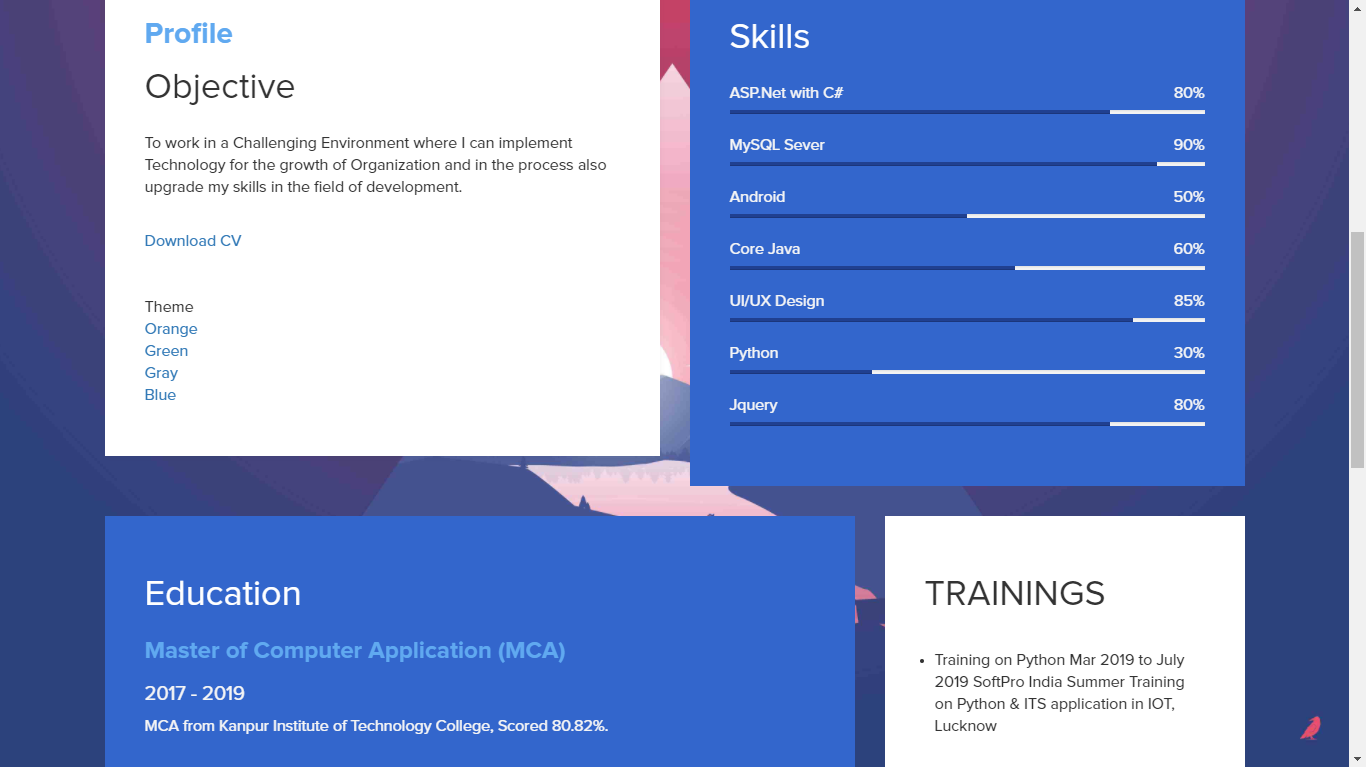 Profile
Objective
To work in a Challenging Environment where I can implement
Technology for the growth of Organization and in the process also
upgrade my skills in the field of development.
Download CV
Theme
Orange
Green
Gray
Blue
Skills
ASP.Net with C# 80%
MySQL Sever 90%
Android 50%
Core Java 60%
UI/UX Design 85%
Python 30%
Jquery 80%
Education
Master of Computer Application (MCA)
2017 - 2019
MCA from Kanpur Institute of Technology College, Scored 80.82%.
TRAININGS
Training on Python Mar 2019 to July
2019 SoftPro India Summer Training
on Python & ITS application in IOT,
Lucknow